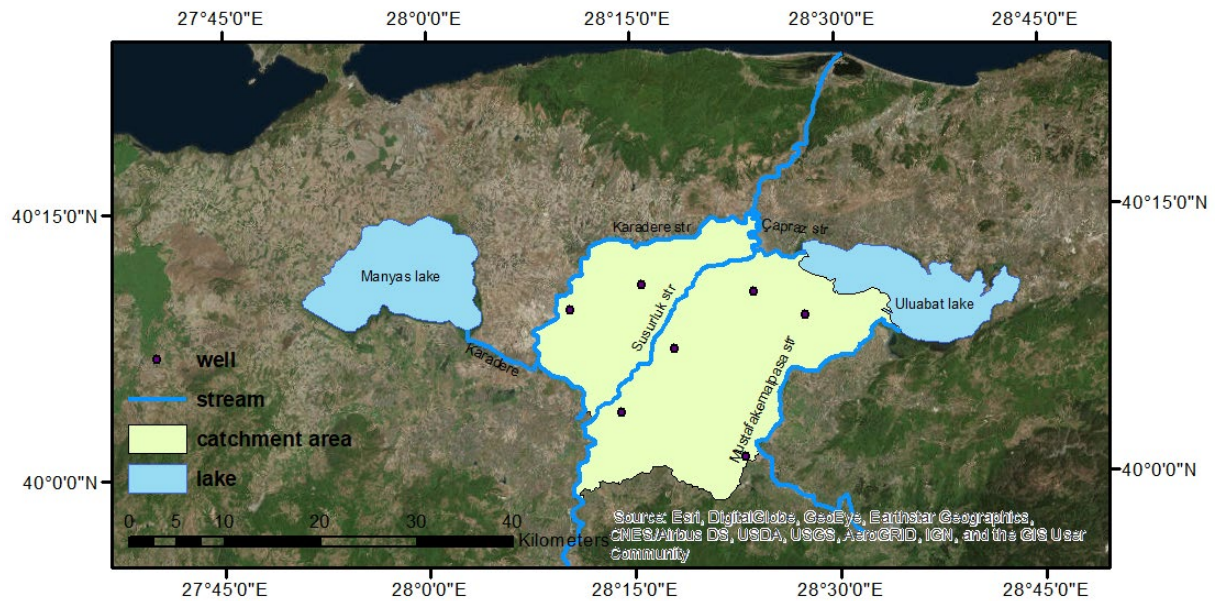 27°45'0"E 28°0'0"E 28°15'0"E 28°30'0"E 28°45'0"E
40°15'0"N
40°15'0"N
Karadere str
Çapraz str
Manyas lake
Uluabat lake
Susurluk str
Karadere
Mustafakemalpasa str
well
stream
catchment area
lake
40°0'0"N
40°0'0"N
0 5 10 20 30 40
Kilometers
Source: Esri, DigitalGlobe, GeoEye, Earthstar Geographics,
CNES/Airbus DS, USDA, USGS, AeroGRID, IGN, and the GIS User
Community
27°45'0"E 28°0'0"E 28°15'0"E 28°30'0"E 28°45'0"E